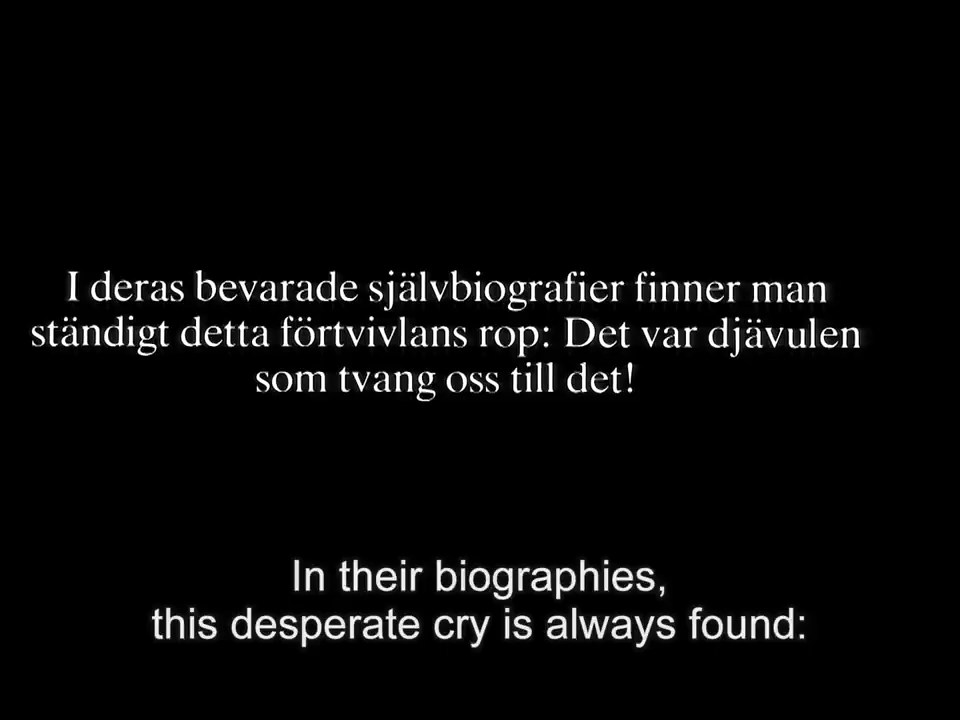 I deras bevarade självbiografier finner man
ständigt detta förtvivlans rop: Det var djävulen
som tvang oss till det!
In their biographies,
this desperate cry is always found: